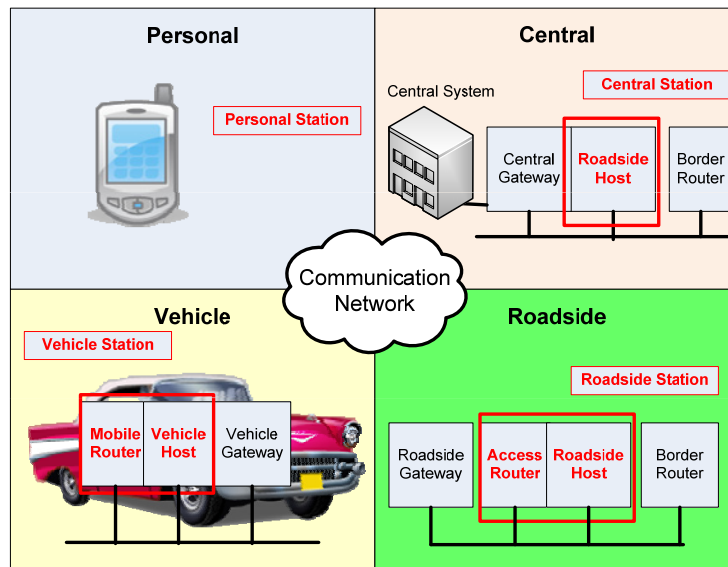 Personal
Personal Station
Central
Central Station
Central System
Central
Gateway
Roadside
Host
Border
Router
Communication
Network
Vehicle
Vehicle Station
Mobile
Router
Vehicle
Host
Vehicle
Gateway
Roadside
Roadside Station
Roadside
Gateway
Access
Router
Roadside
Host
Border
Router